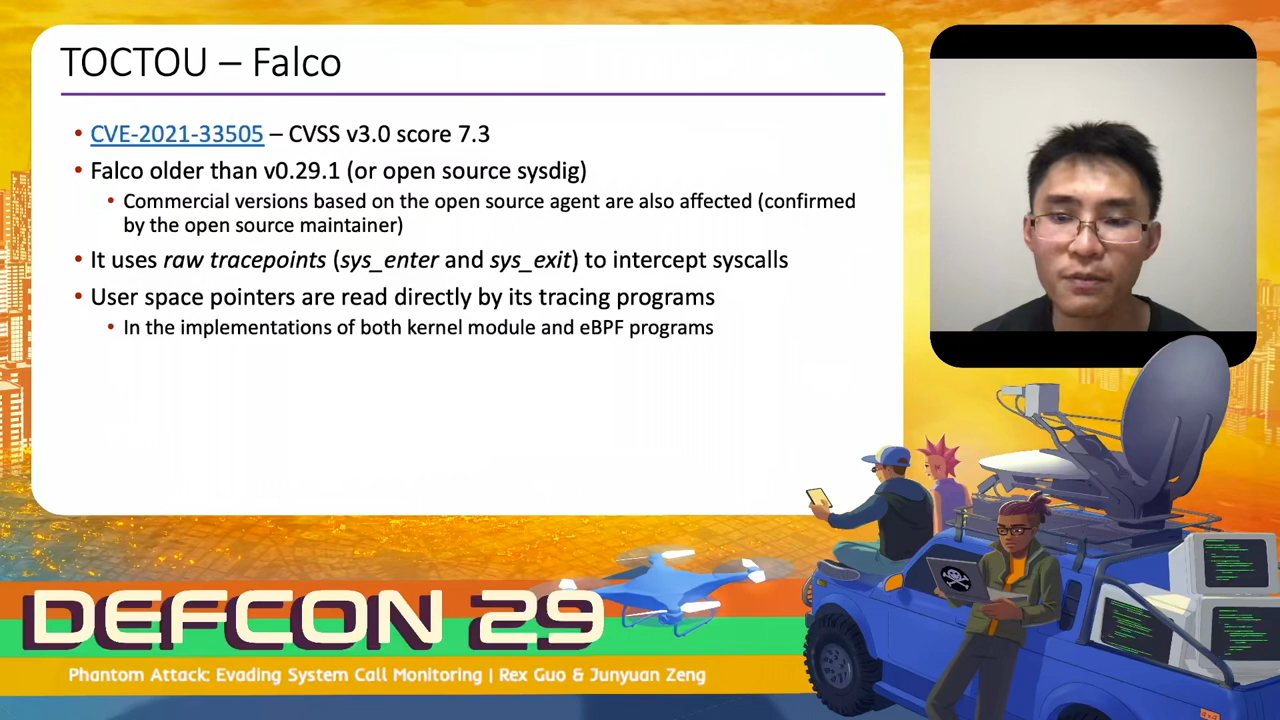 TOCTOU – Falco
• CVE-2021-33505 – CVSS v3.0 score 7.3
• Falco older than v0.29.1 (or open source sysdig)
• Commercial versions based on the open source agent are also affected (confirmed
by the open source maintainer)
• It uses raw tracepoints (sys_enter and sys_exit) to intercept syscalls
• User space pointers are read directly by its tracing programs
• In the implementations of both kernel module and eBPF programs
DEFCON 29
Phantom Attack: Evading System Call Monitoring | Rex Guo & Junyuan Zeng